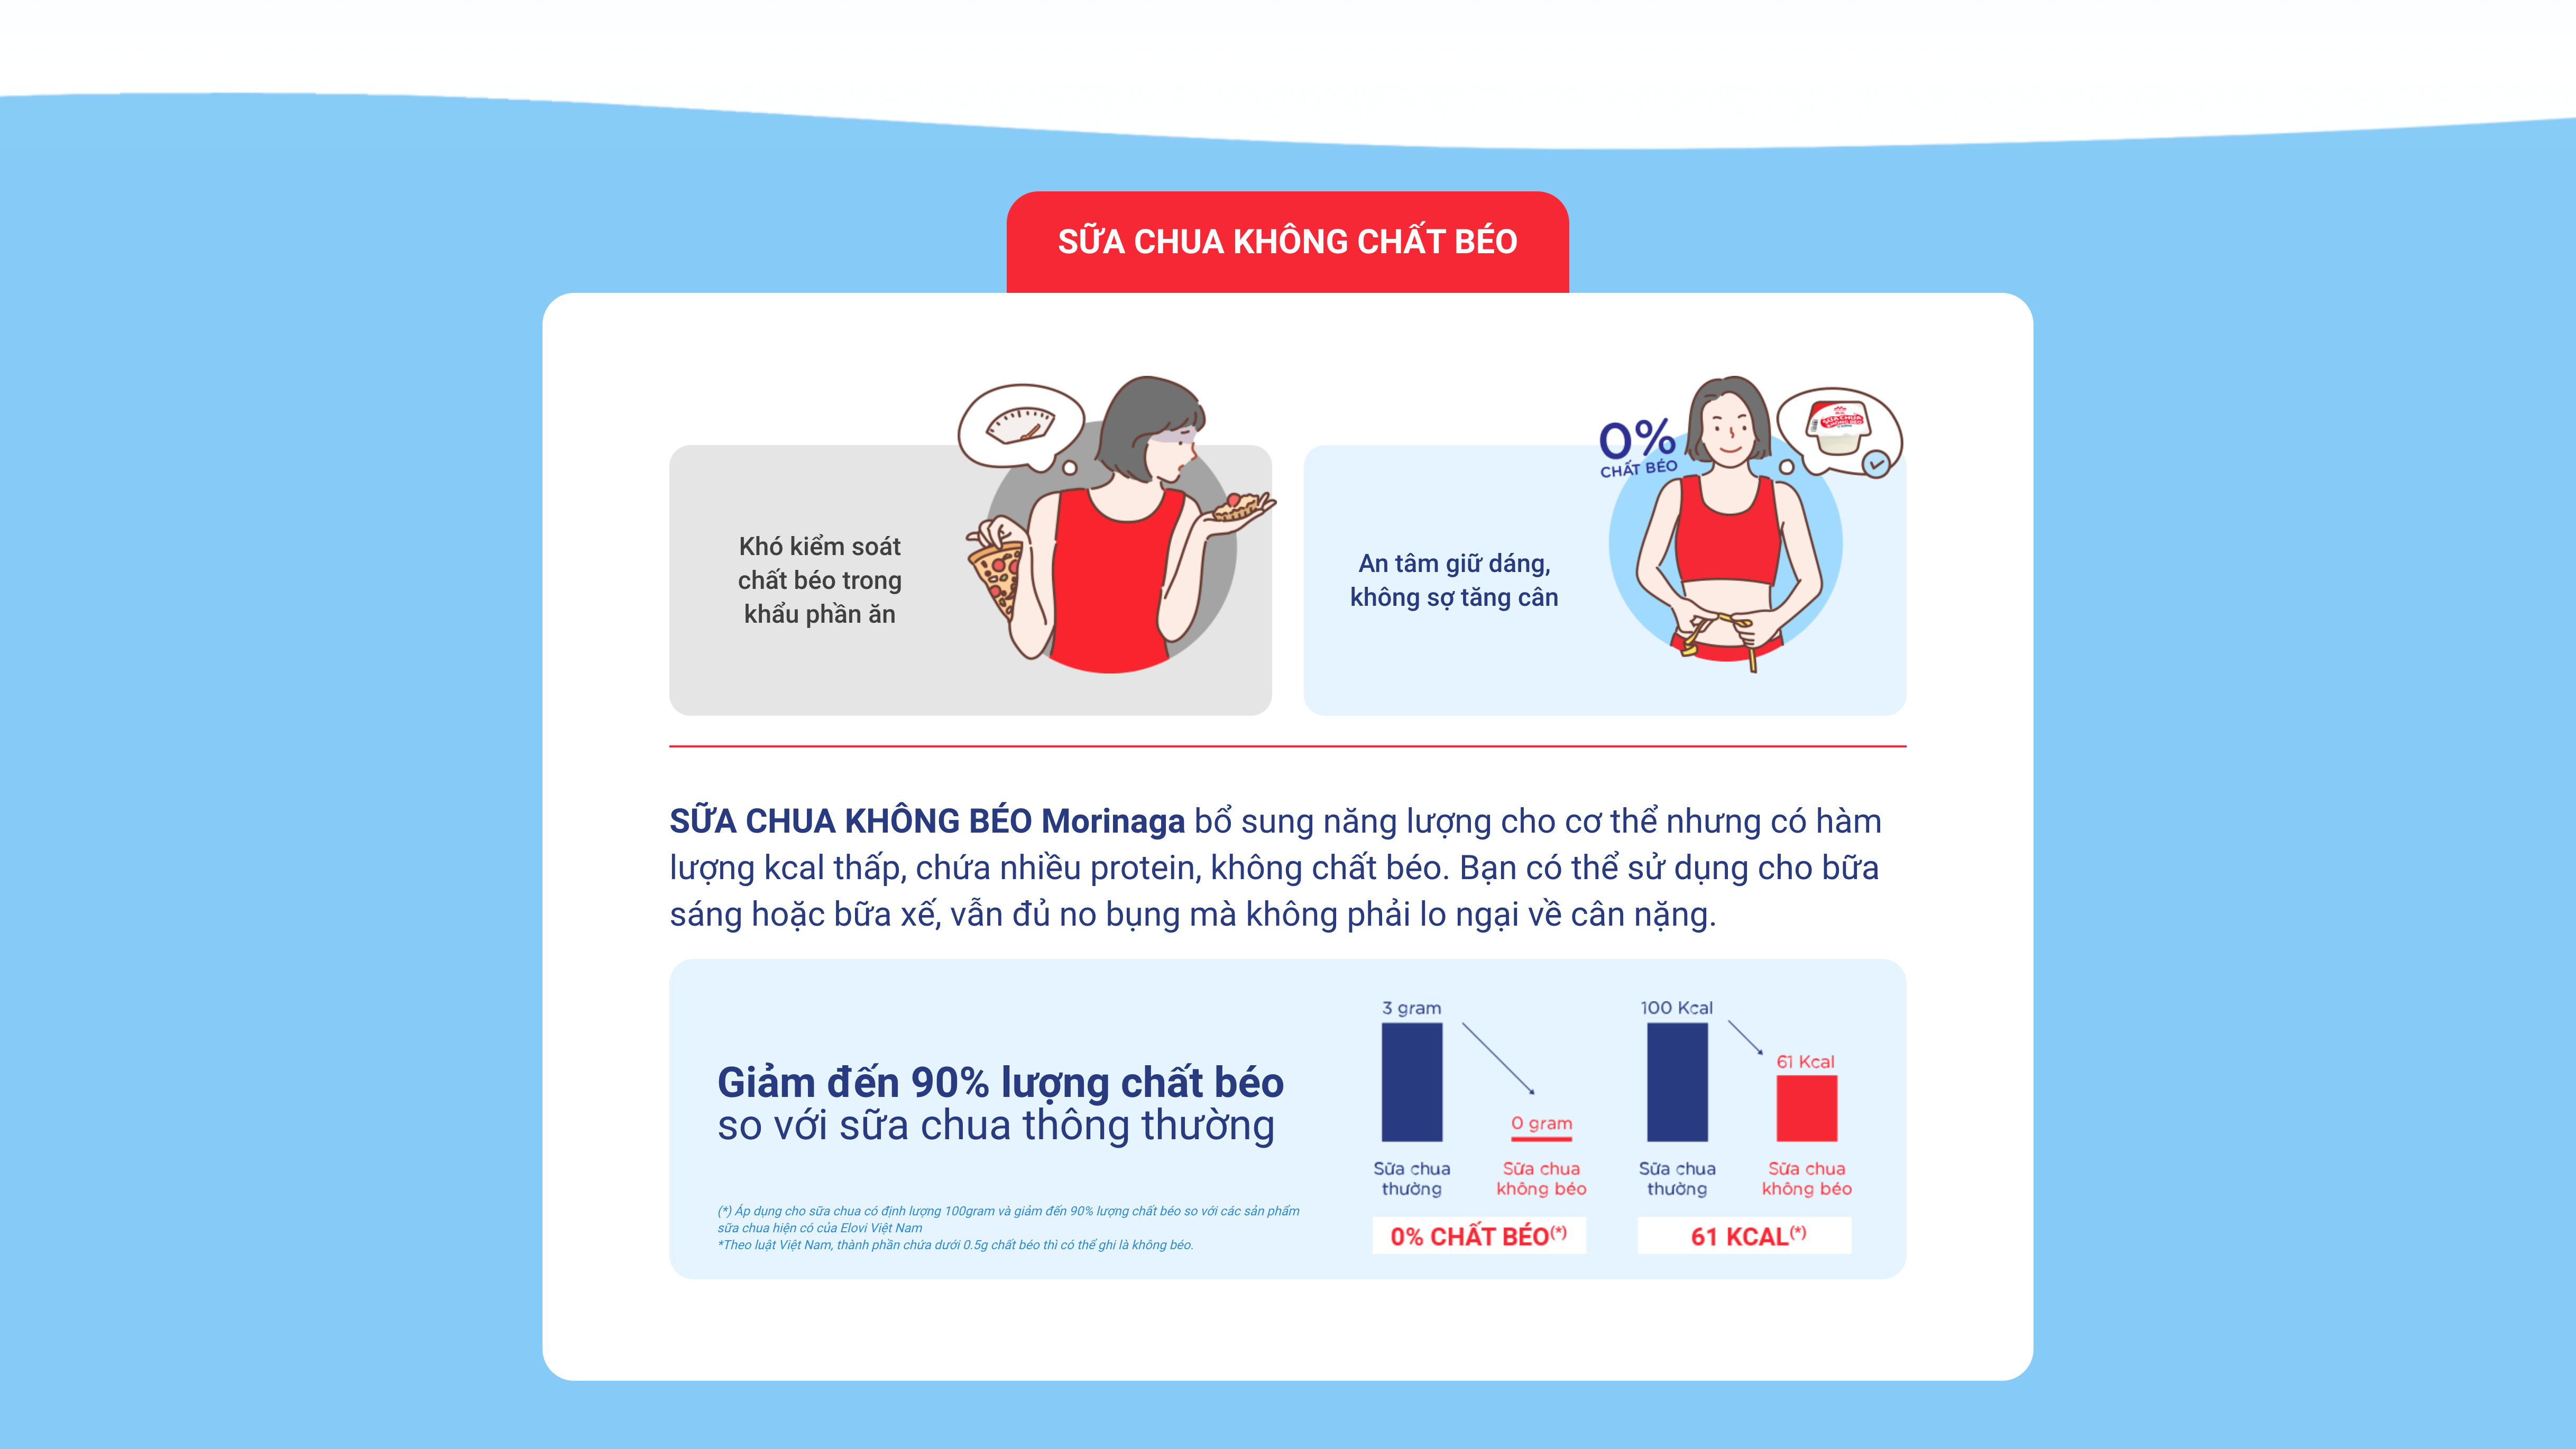 SỮA CHUA KHÔNG CHẤT BÉO
Khó kiểm soát
chất béo trong
khẩu phần ăn
0%
CHẤT BÉO
SỮA CHUA
KHÔNG BÉO
An tâm giữ dáng,
không sợ tăng cân
SỮA CHUA KHÔNG BÉO Morinaga bổ sung năng lượng cho cơ thể nhưng có hàm
lượng kcal thấp, chứa nhiều protein, không chất béo. Bạn có thể sử dụng cho bữa
sáng hoặc bữa xế, vẫn đủ no bụng mà không phải lo ngại về cân nặng.
Giảm đến 90% lượng chất béo
so với sữa chua thông thường
(*) Áp dụng cho sữa chua có định lượng 100gram và giảm đến 90% lượng chất béo so với các sản phẩm
sữa chua hiện có của Elovi Việt Nam
*Theo luật Việt Nam, thành phần chứa dưới 0.5g chất béo thì có thể ghi là không béo.
3 gram
0 gram
Sữa chua
thường
Sữa chua
không béo
0% CHẤT BÉO(*)
100 Kcal
61 Kcal
Sữa chua
thường
Sữa chua
không béo
61 KCAL(*)